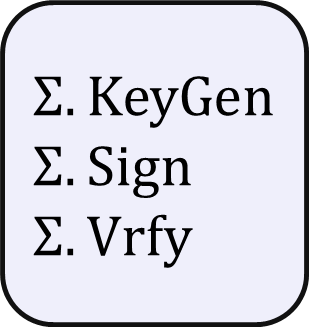 Σ. KeyGen
Σ. Sign
Σ. Vrfy